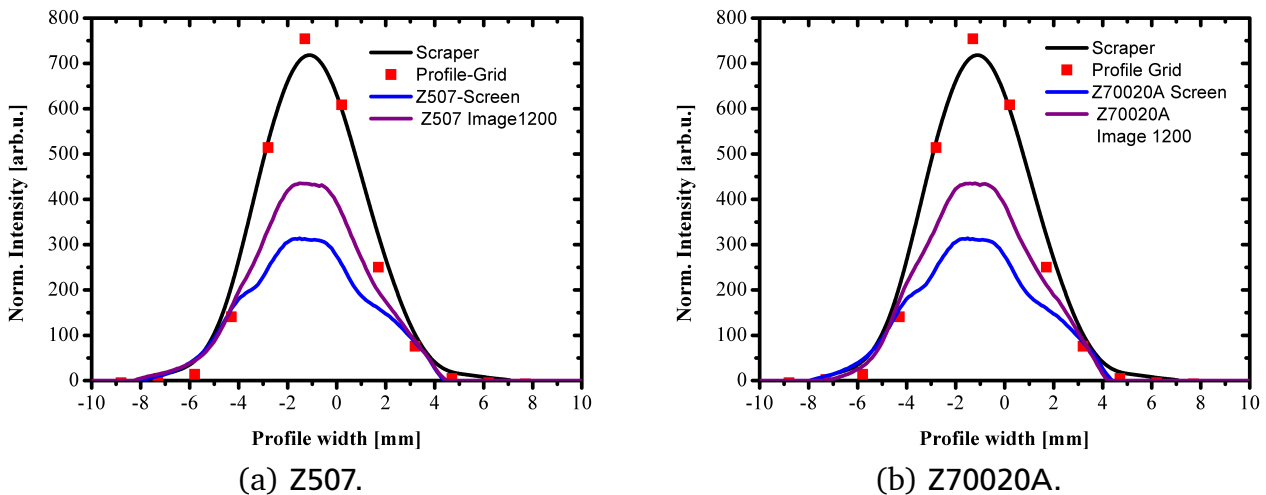 800
700
600
500
400
300
200
100
0
Norm. Intensity [arb.u.]
Scraper
Profile-Grid
Z507-Screen
Z507 Image1200
-10 -8 -6 -4 -2 0 2 4 6 8 10
Profile width [mm]
(a) Z507.
800
700
600
500
400
300
200
100
0
Norm. Intensity [arb.u.]
Scraper
Profile Grid
Z70020A Screen
Z70020A
Image 1200
-10 -8 -6 -4 -2 0 2 4 6 8 10
Profile width [mm]
(b) Z70020A.